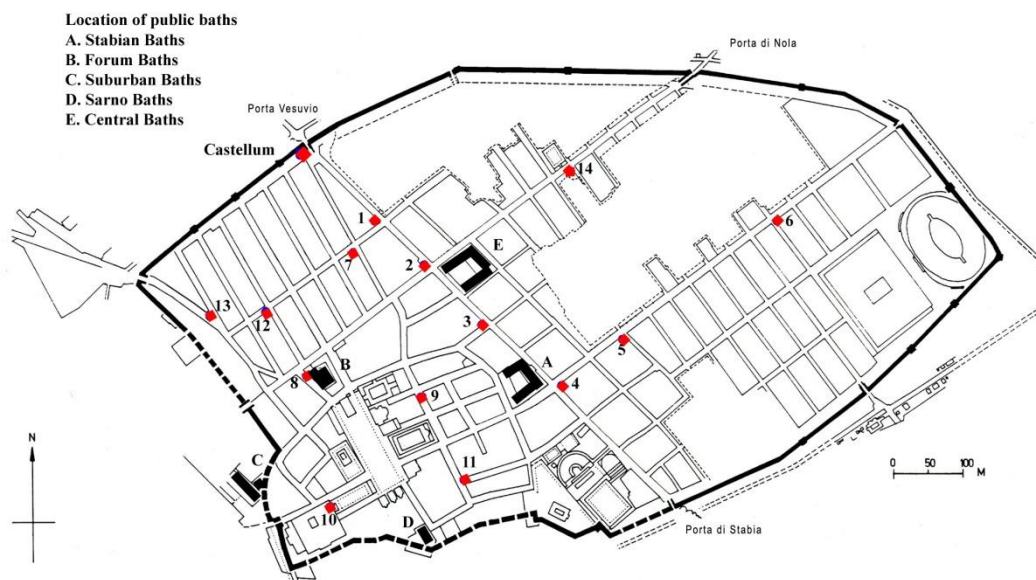 Location of public baths
A. Stabian Baths
B. Forum Baths
C. Suburban Baths
D. Sarno Baths
E. Central Baths
Porta di Nola
Porta Vesuvio
Castellum
14
1
6
E
7
2
13
12
3
5
A
8
B
4
9
N
C
11
0 50 100
M
10
D
Porta di Stabia